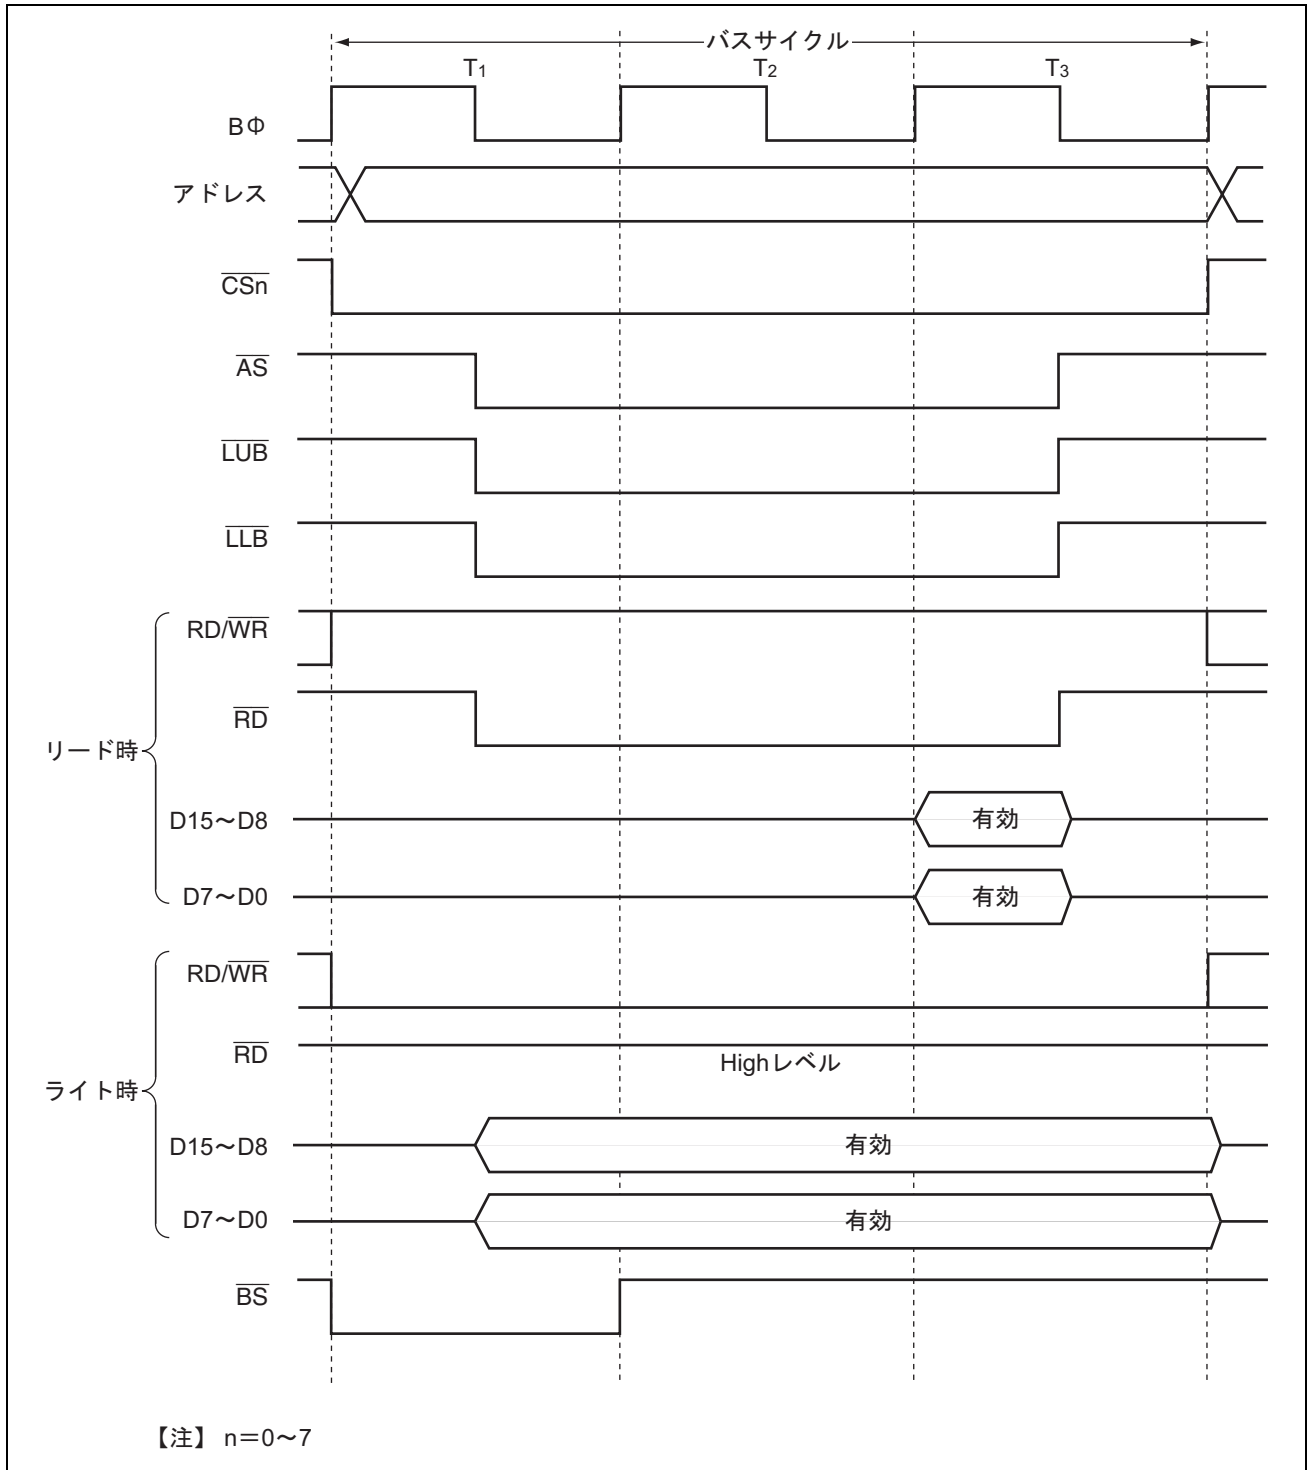 バスサイクル
T1 T2 T3
BΦ
アドレス
CSn
AS
LUB
LLB
リード時
RD/WR
RD
D15～D8 有効
D7～D0 有効
ライト時
RD/WR
RD Highレベル
D15～D8 有効
D7～D0 有効
BS
【注】 n＝0～7